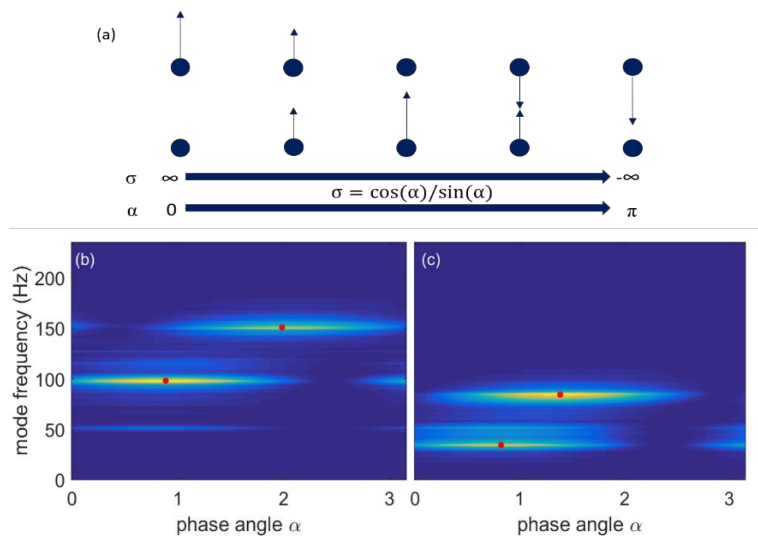 (a)
σ ∞ -∞
σ = cos(α)/sin(α)
α 0 π
(b) (c)
mode frequency (Hz)
200
150
100
50
0
0 1 2 3 0 1 2 3
phase angle α phase angle α